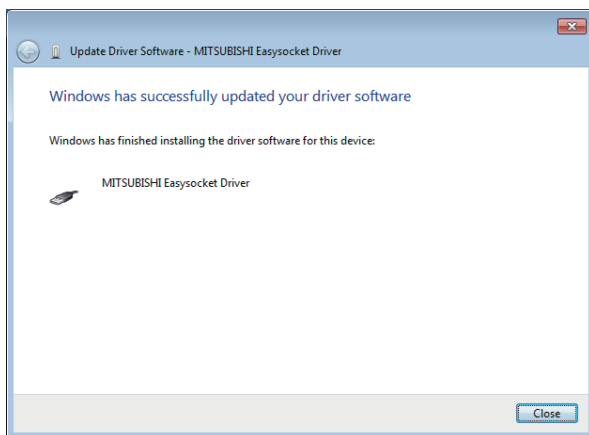 Update Driver Software - MITSUBISHI Easysocket Driver
Windows has successfully updated your driver software
Windows has finished installing the driver software for this device:
MITSUBISHI Easysocket Driver
Close